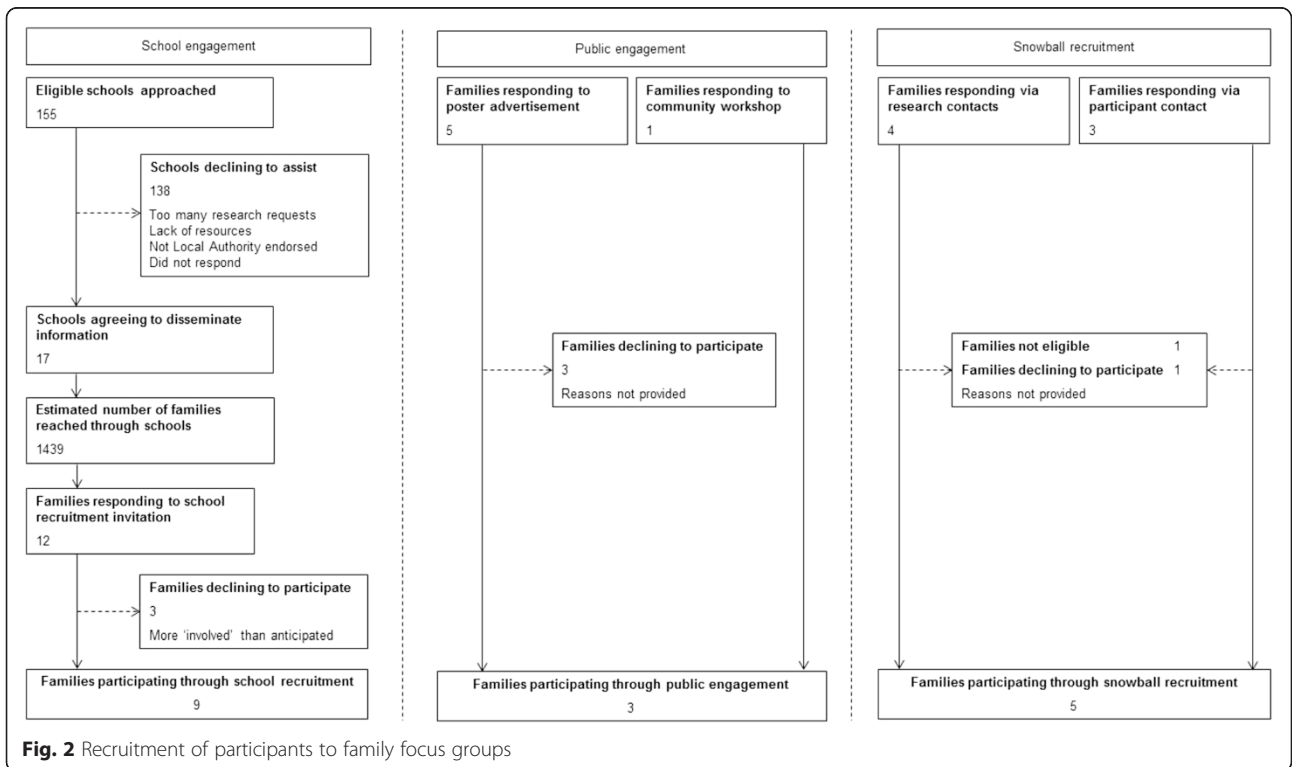 School engagement
Eligible schools approached
155
Schools declining to assist
138
Too many research requests
Lack of resources
Not Local Authority endorsed
Did not respond
Schools agreeing to disseminate
information
17
Estimated number of families
reached through schools
1439
Families responding to school
recruitment invitation
12
Families declining to participate
3
More ‘involved’ than anticipated
Families participating through school recruitment
9
Public engagement
Families responding to
poster advertisement
5
Families responding to
community workshop
1
Families declining to participate
3
Reasons not provided
Families participating through public engagement
3
Snowball recruitment
Families responding via
research contacts
4
Families responding via
participant contact
3
Families not eligible 1
Families declining to participate 1
Reasons not provided
Families participating through snowball recruitment
5
Fig. 2 Recruitment of participants to family focus groups